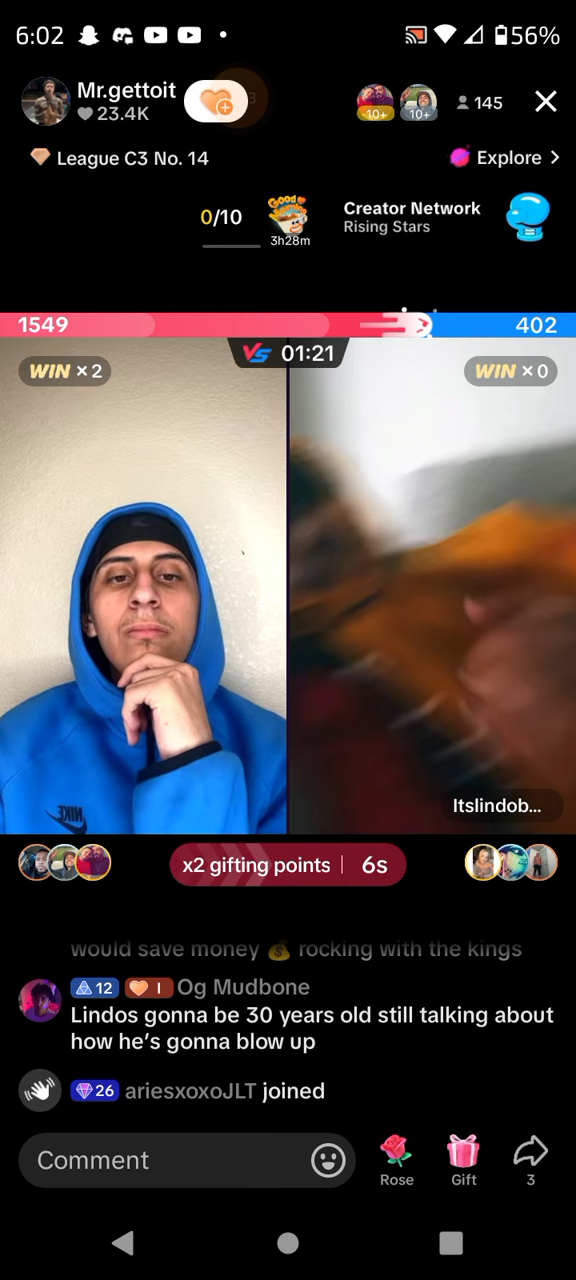 6:02
56%
Mr.gettoit
23.4K
10+
10+
145
League C3 No. 14
Explore
0/10
Good
3h28m
Creator Network
Rising Stars
1549
402
VS 01:21
WIN × 2
WIN × 0
NIKE
Itslindob...
x2 gifting points
6s
would save money 💰 rocking with the kings
12
I
Og Mudbone
Lindos gonna be 30 years old still talking about
how he's gonna blow up
26
ariesxoxoJLT joined
Comment
Rose
Gift
3